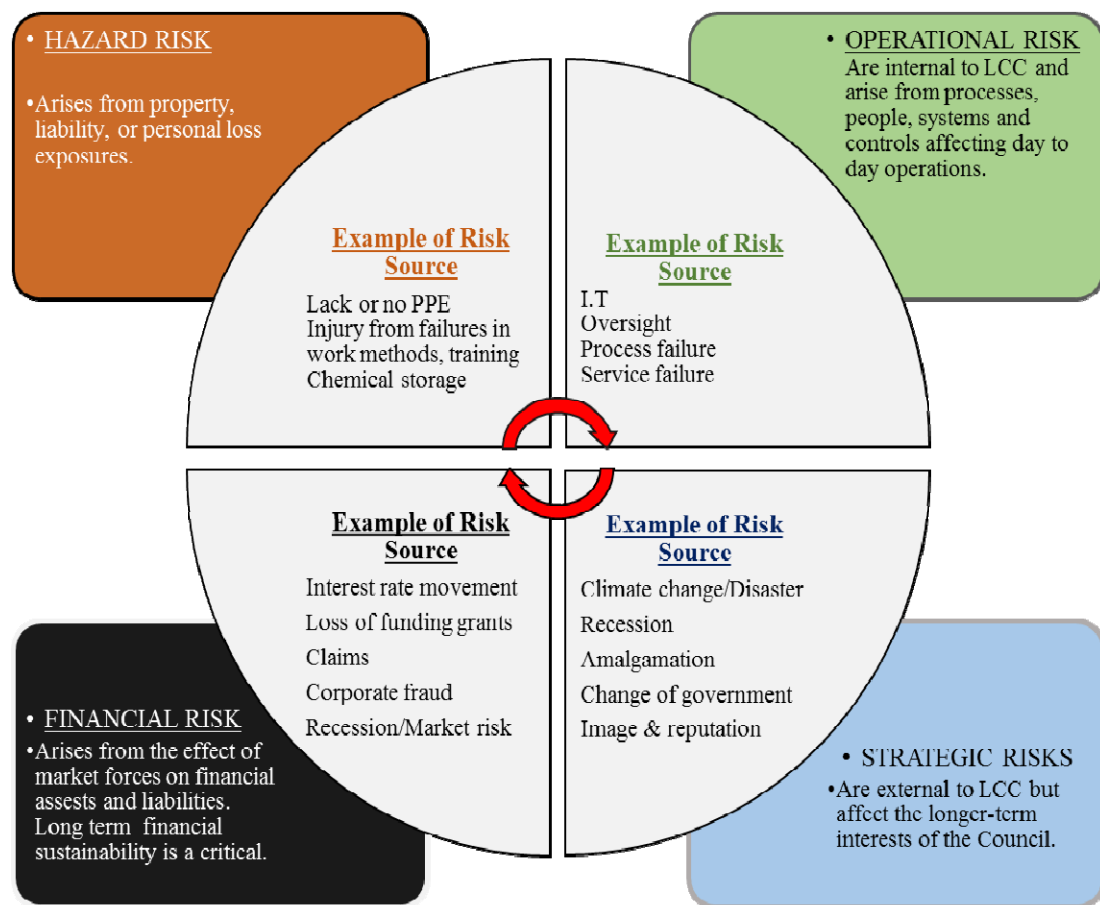 • HAZARD RISK
•Arises from property,
liability, or personal loss
exposures.
Example of Risk
Source
Lack or no PPE
Injury from failures in
work methods, training
Chemical storage
• OPERATIONAL RISK
Are internal to LCC and
arise from processes,
people, systems and
controls affecting day to
day operations.
Example of Risk
Source
I.T
Oversight
Process failure
Service failure
• FINANCIAL RISK
•Arises from the effect of
market forces on financial
assests and liabilities.
Long term financial
sustainability is a critical.
Example of Risk
Source
Interest rate movement
Loss of funding grants
Claims
Corporate fraud
Recession/Market risk
Example of Risk
Source
Climate change/Disaster
Recession
Amalgamation
Change of government
Image & reputation
• STRATEGIC RISKS
•Are external to LCC but
affect the longer-term
interests of the Council.